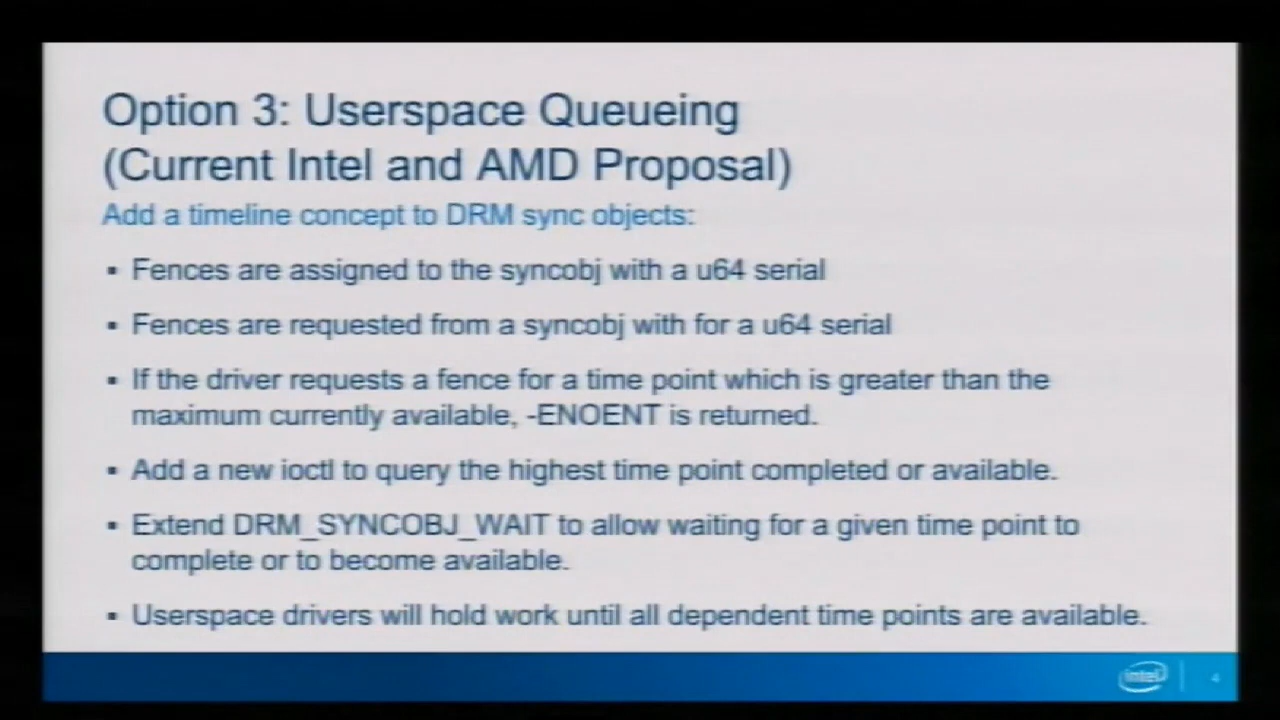 Option 3: Userspace Queueing
(Current Intel and AMD Proposal)
Add a timeline concept to DRM sync objects:
▪ Fences are assigned to the syncobj with a u64 serial
▪ Fences are requested from a syncobj with for a u64 serial
▪ If the driver requests a fence for a time point which is greater than the
maximum currently available, -ENOENT is returned.
▪ Add a new ioctl to query the highest time point completed or available.
▪ Extend DRM_SYNCOBJ_WAIT to allow waiting for a given time point to
complete or to become available.
▪ Userspace drivers will hold work until all dependent time points are available.
intel
4